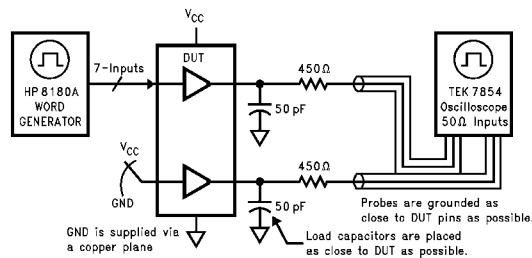 VCC
7-Inputs
DUT
HP 8180A
WORD
GENERATOR
450Ω
50 pF
TEK 7854
Oscilloscope
50Ω Inputs
VCC
GND
450Ω
50 pF
Probes are grounded as
close to DUT pins as possible.
GND is supplied via
a copper plane
Load capacitors are placed
as close to DUT as possible.